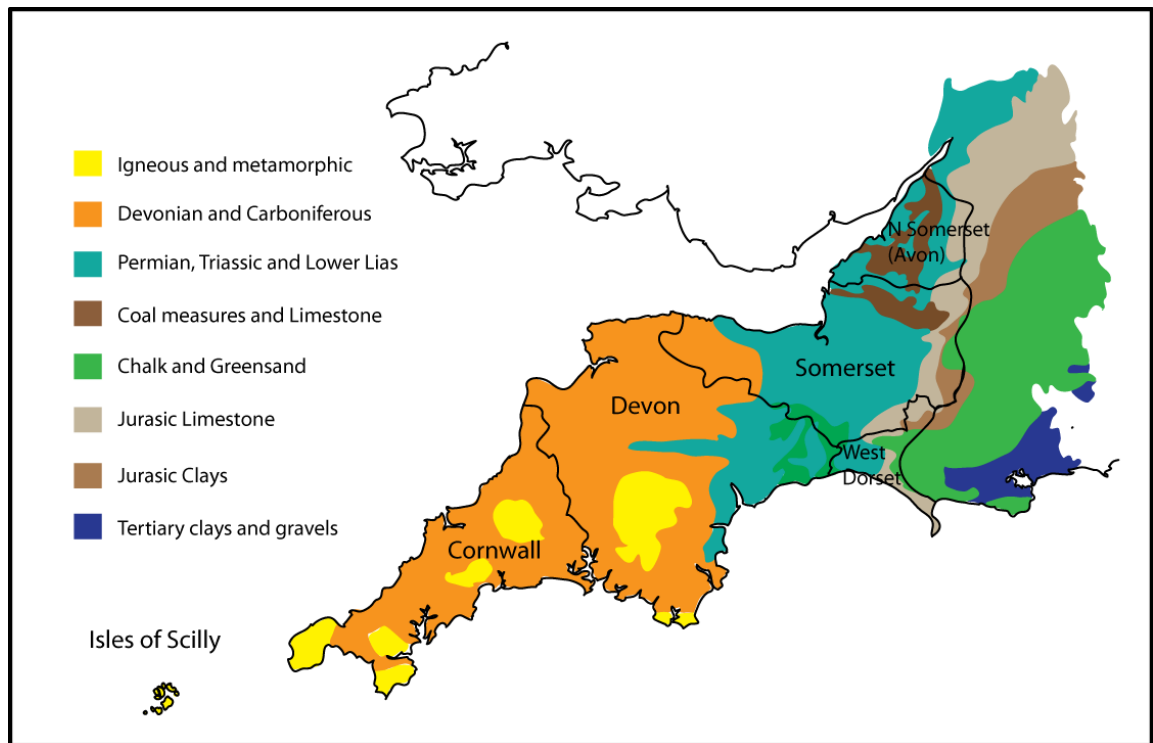 Igneous and metamorphic
Devonian and Carboniferous
Permian, Triassic and Lower Lias
Coal measures and Limestone
Chalk and Greensand
Jurasic Limestone
Jurasic Clays
Tertiary clays and gravels
N Somerset
(Avon)
Somerset
Devon
West
Dorset
Cornwall
Isles of Scilly